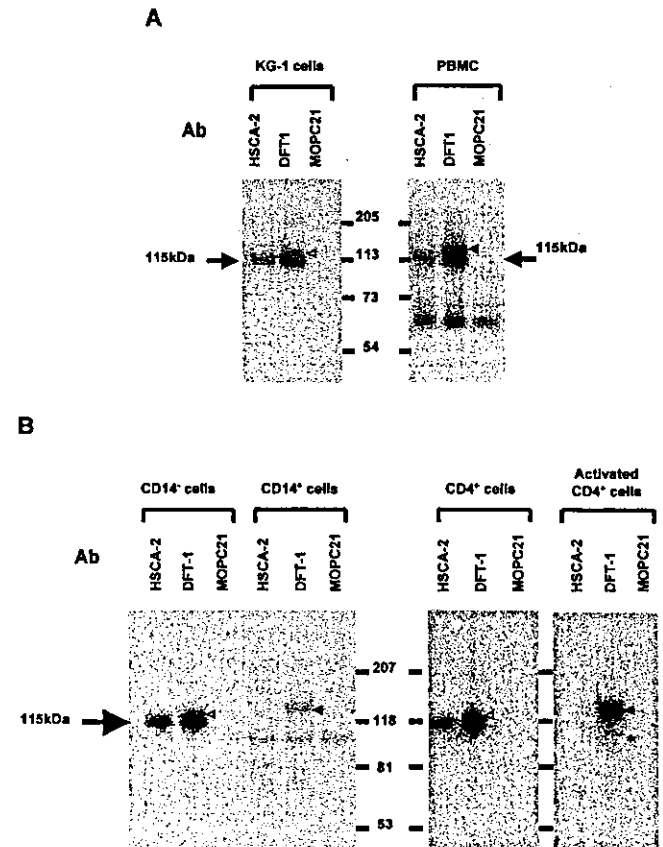 A
KG-1 cells PBMC
Ab HSCA-2 DFT1 MOPC21 HSCA-2 DFT1 MOPC21
205
115kDa 113 115kDa
73
54
B
CD14- cells CD14+ cells CD4+ cells Activated CD4+ cells
Ab HSCA-2 DFT-1 MOPC21 HSCA-2 DFT-1 MOPC21 HSCA-2 DFT-1 MOPC21 HSCA-2 DFT-1 MOPC21
207
115kDa 118
81
53